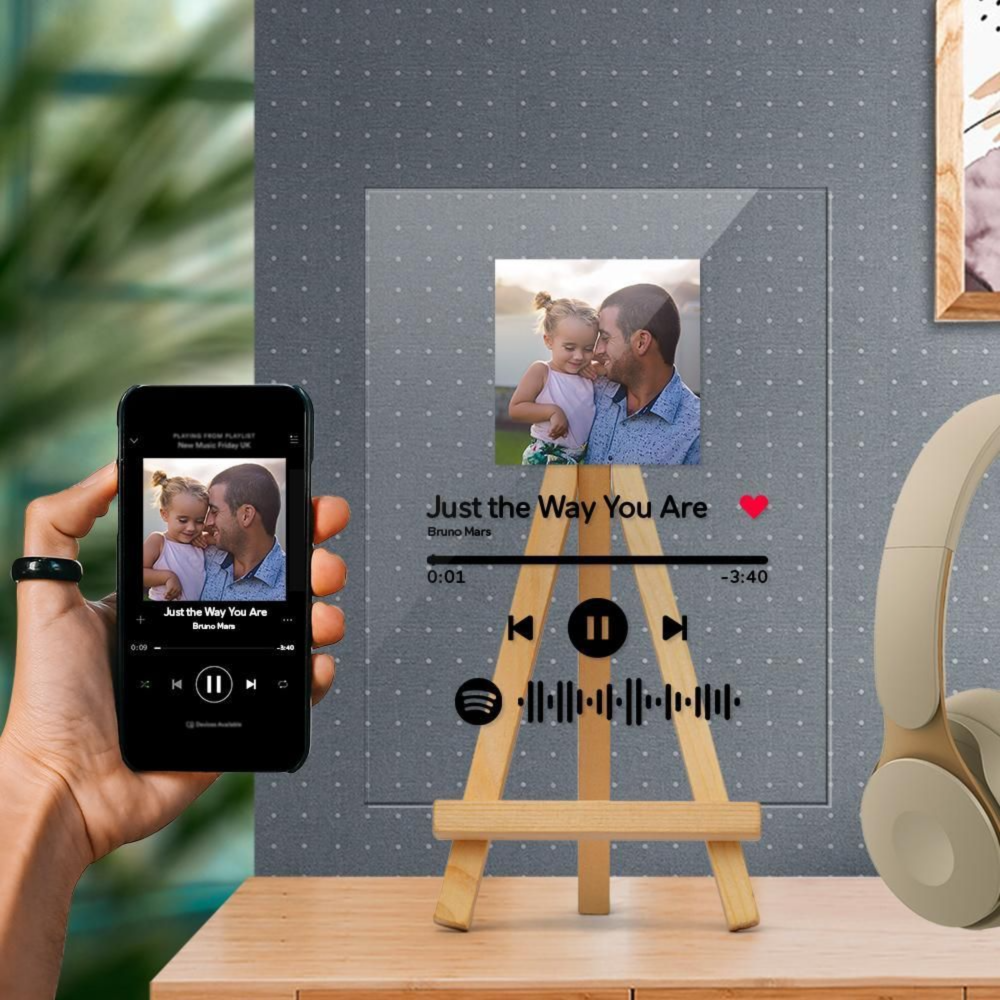 PLAYING FROM PLAYLIST
New Music Friday UK
Just the Way You Are
Bruno Mars
0:09
-3:40
Devices Available
Just the Way You Are
Bruno Mars
0:01
-3:40